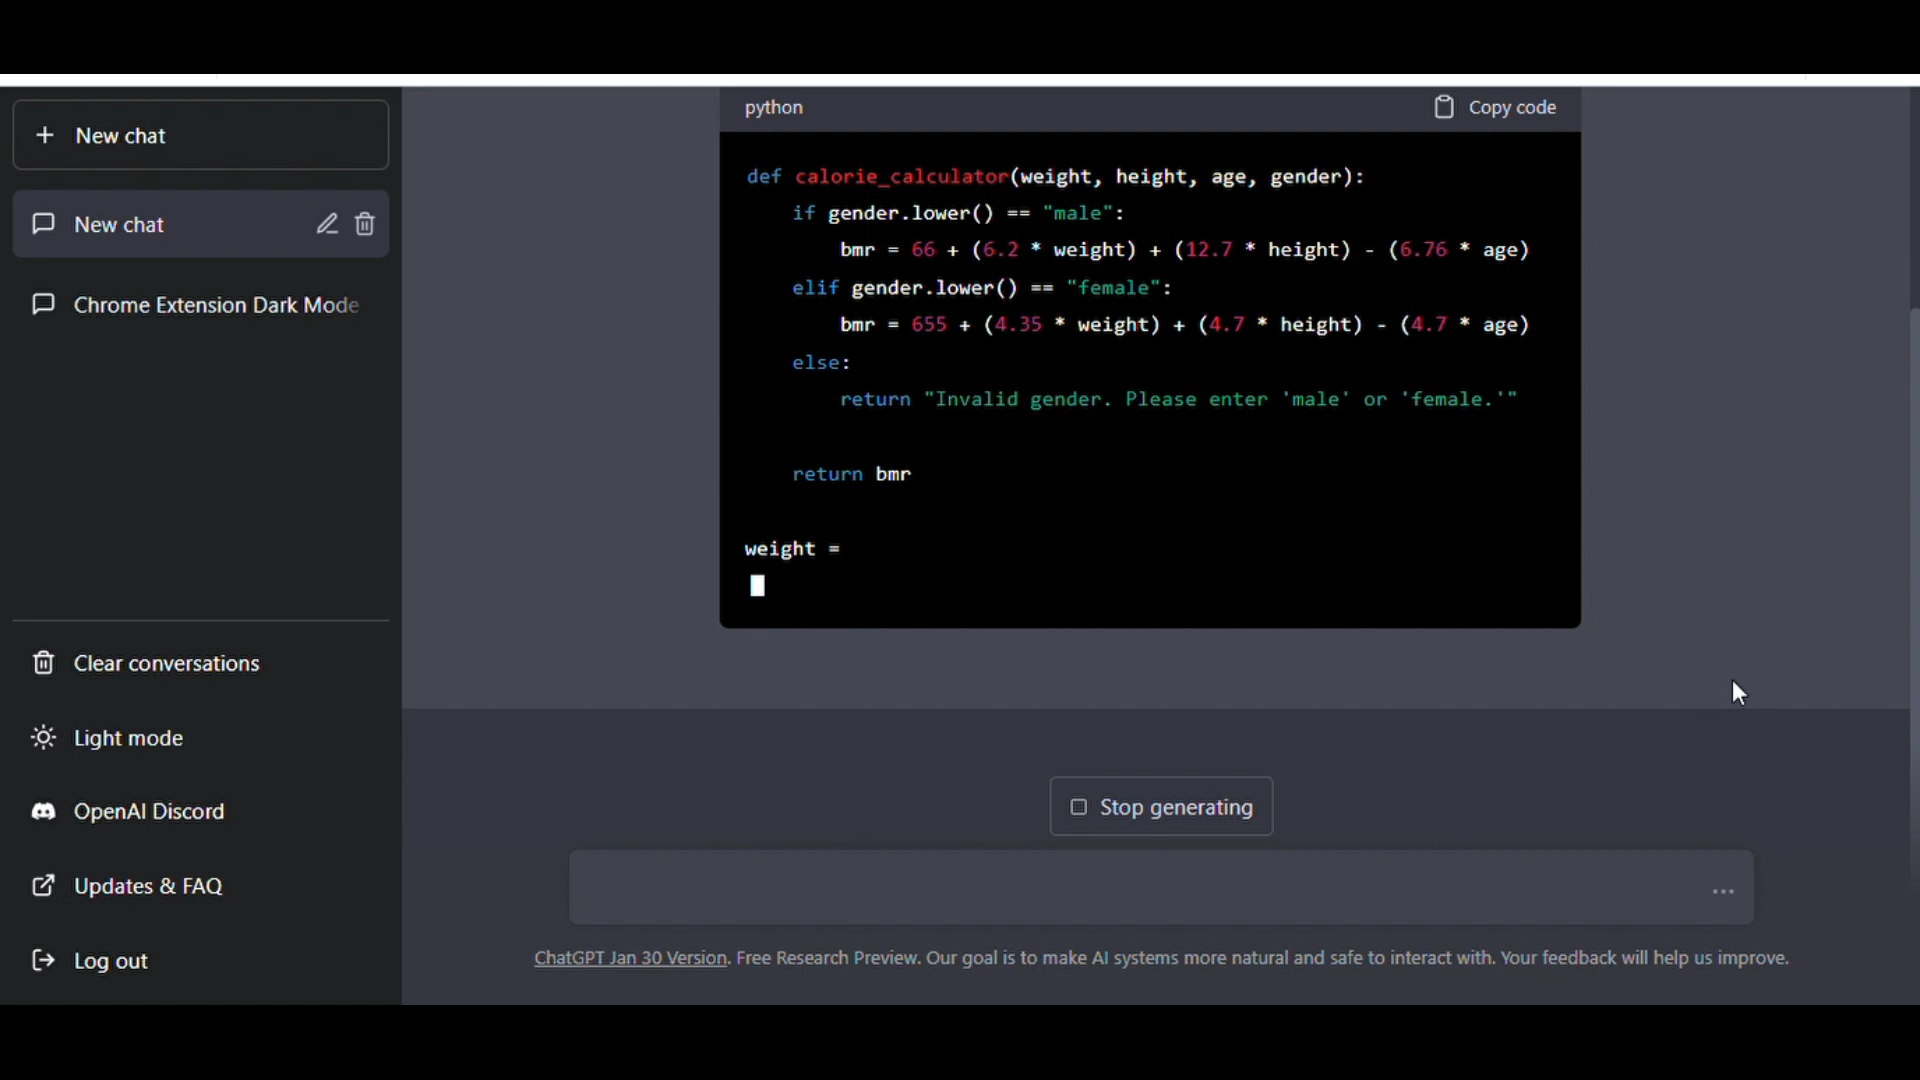 New chat
New chat
Chrome Extension Dark Mode
Clear conversations
Light mode
OpenAI Discord
Updates & FAQ
Log out
python
Copy code
def calorie_calculator(weight, height, age, gender):
    if gender.lower() == "male":
        bmr = 66 + (6.2 * weight) + (12.7 * height) - (6.76 * age)
    elif gender.lower() == "female":
        bmr = 655 + (4.35 * weight) + (4.7 * height) - (4.7 * age)
    else:
        return "Invalid gender. Please enter 'male' or 'female.'"
    return bmr
weight =
Stop generating
ChatGPT Jan 30 Version. Free Research Preview. Our goal is to make AI systems more natural and safe to interact with. Your feedback will help us improve.